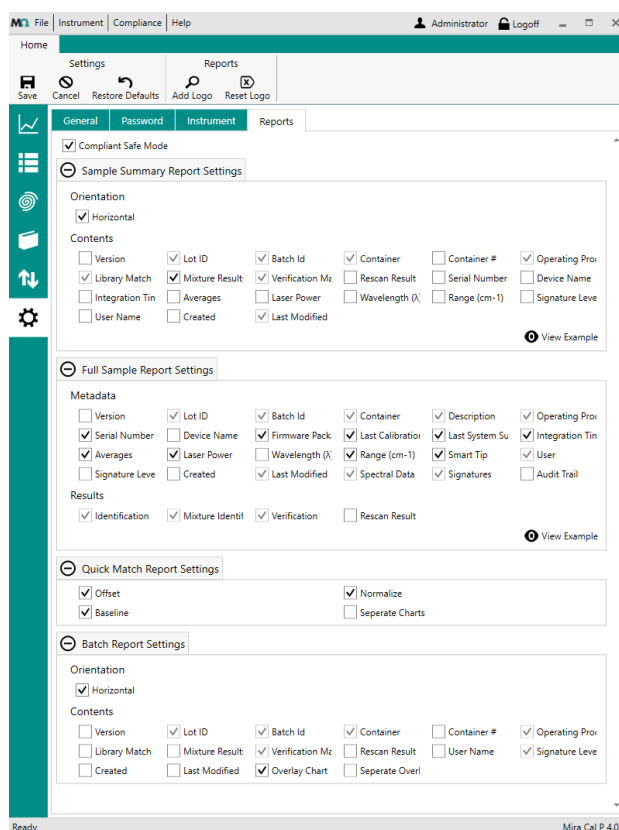 File Instrument Compliance Help Administrator Logoff
Home
Settings Reports
Save Cancel Restore Defaults Add Logo Reset Logo
General Password Instrument Reports
Compliant Safe Mode
Sample Summary Report Settings
Orientation
Horizontal
Contents
Version Lot ID Batch Id Container Container # Operating Proc
Library Match Mixture Results Verification Ma Rescan Result Serial Number Device Name
Integration Tin Averages Laser Power Wavelength (λ) Range (cm-1) Signature Leve
User Name Created Last Modified
View Example
Full Sample Report Settings
Metadata
Version Lot ID Batch Id Container Description Operating Proc
Serial Number Device Name Firmware Pack Last Calibration Last System Su Integration Tin
Averages Laser Power Wavelength (λ) Range (cm-1) Smart Tip User
Signature Leve Created Last Modified Spectral Data Signatures Audit Trail
Results
Identification Mixture Identif Verification Rescan Result
View Example
Quick Match Report Settings
Offset Normalize
Baseline Seperate Charts
Batch Report Settings
Orientation
Horizontal
Contents
Version Lot ID Batch Id Container Container # Operating Proc
Library Match Mixture Results Verification Ma Rescan Result User Name Signature Leve
Created Last Modified Overlay Chart Seperate Overl
Ready Mira Cal P 4.0